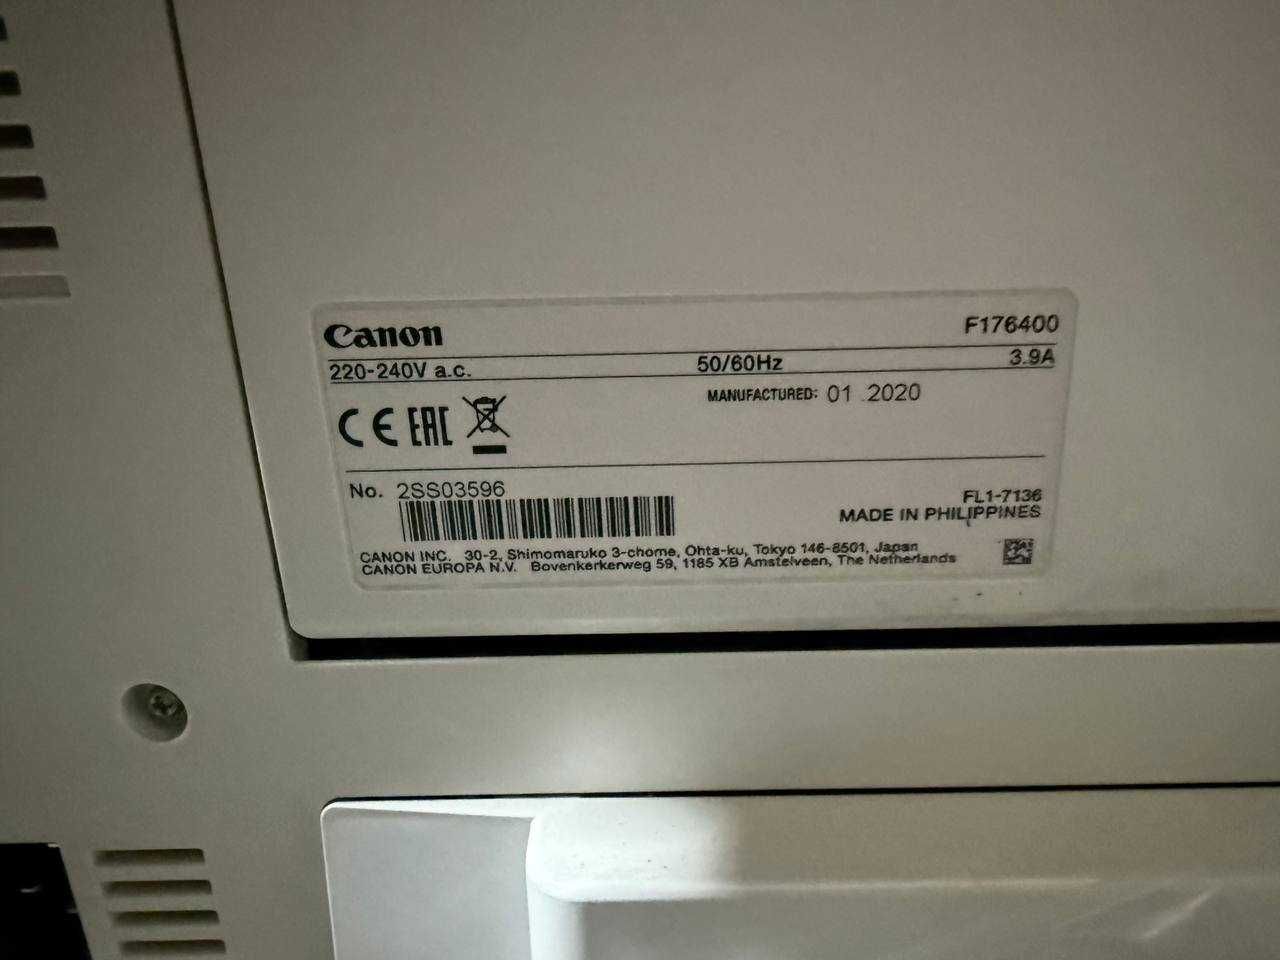 Canon F176400
220-240V a.c. 50/60Hz 3.9A
MANUFACTURED: 01 .2020
CE EAC
No. 2SS03596
FL1-7136
MADE IN PHILIPPINES
CANON INC. 30-2, Shimomaruko 3-chome, Ohta-ku, Tokyo 146-8501, Japan
CANON EUROPA N.V. Bovenkerkerweg 59, 1185 XB Amstelveen, The Netherlands